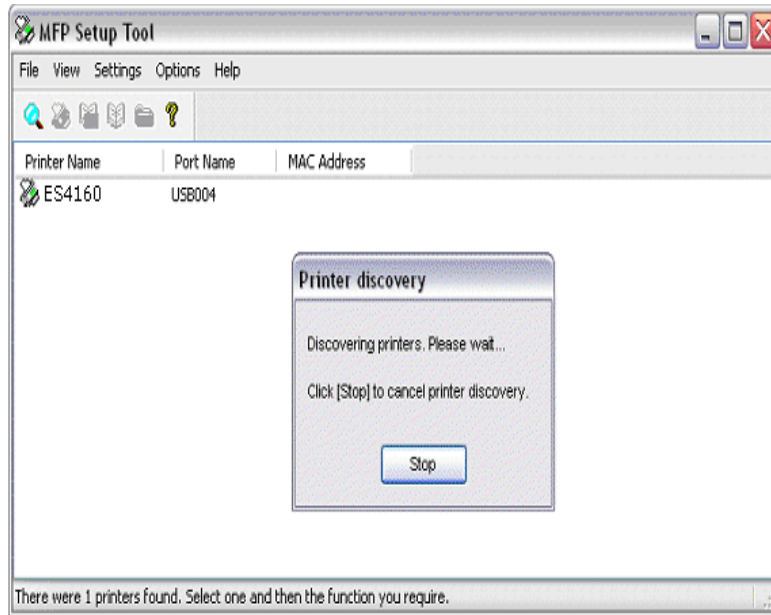 MFP Setup Tool
File View Settings Options Help
Printer Name Port Name MAC Address
ES4160 USB004
Printer discovery
Discovering printers. Please wait...
Click [Stop] to cancel printer discovery.
Stop
There were 1 printers found. Select one and then the function you require.